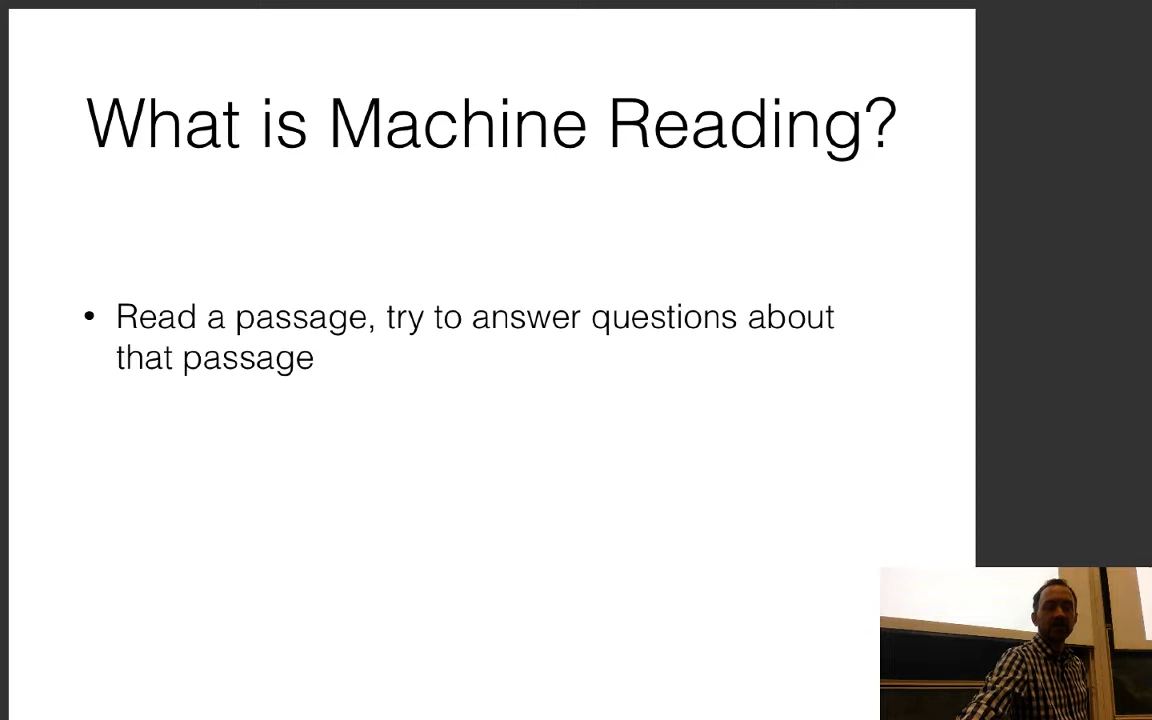 What is Machine Reading?
• Read a passage, try to answer questions about
that passage